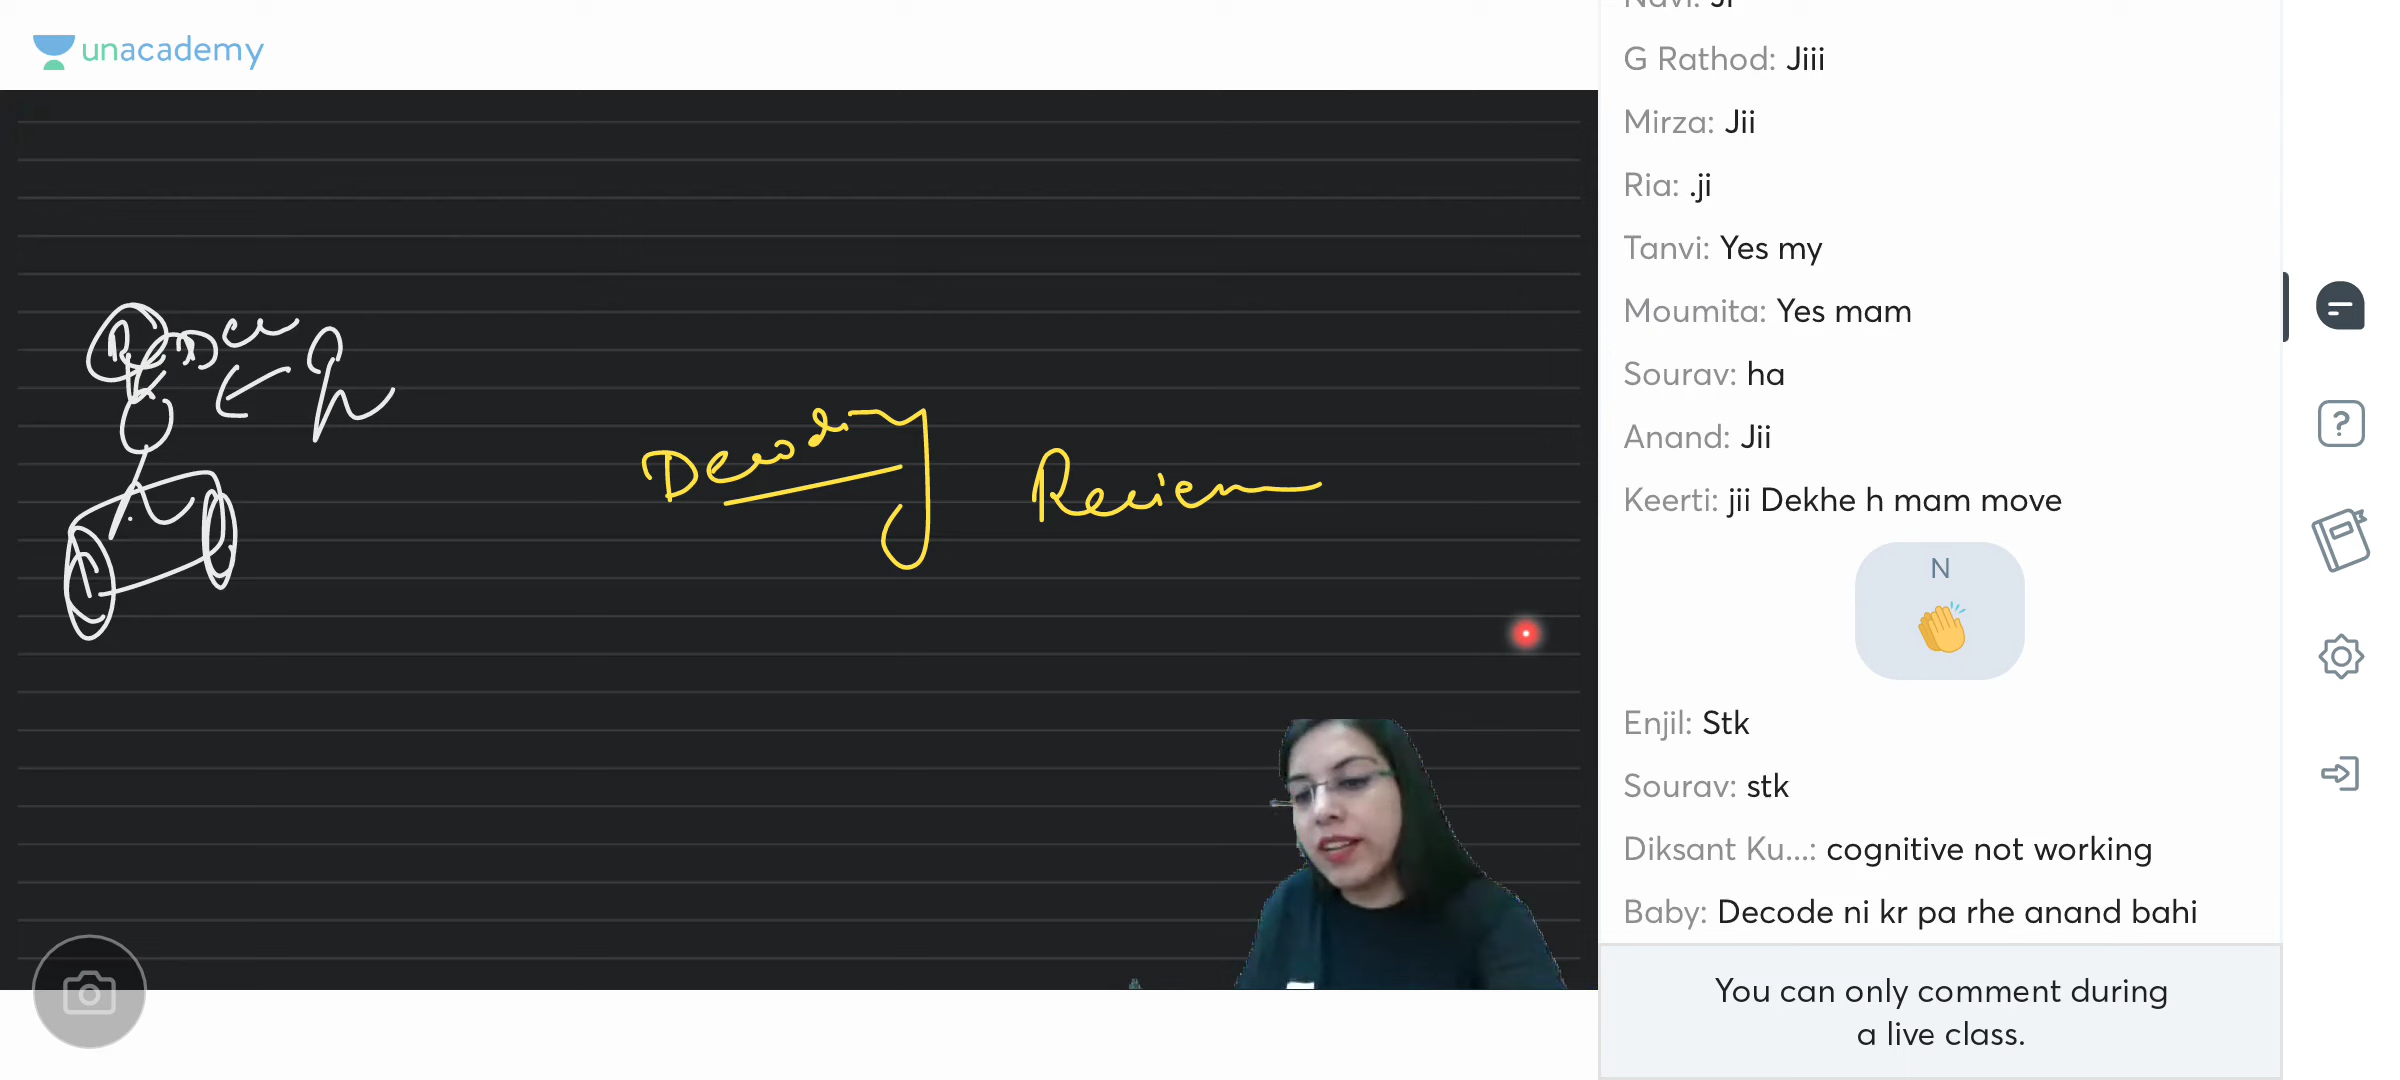 unacademy
Decoding
Navi: Ji
G Rathod: Jiii
Mirza: Jii
Ria: .ji
Tanvi: Yes my
Moumita: Yes mam
Sourav: ha
Anand: Jii
Keerti: jii Dekhe h mam move
N
Enjil: Stk
Sourav: stk
Diksant Ku...: cognitive not working
Baby: Decode ni kr pa rhe anand bahi
You can only comment during
a live class.